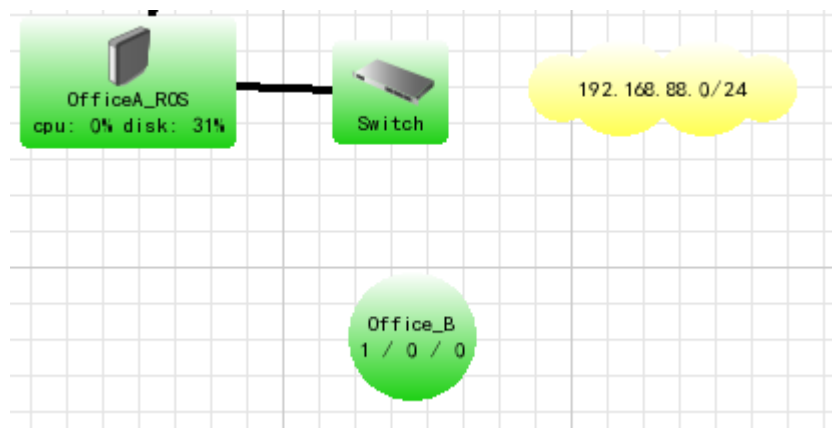 OfficeA_ROS
cpu: 0% disk: 31%
Switch
192.168.88.0/24
Office_B
1 / 0 / 0